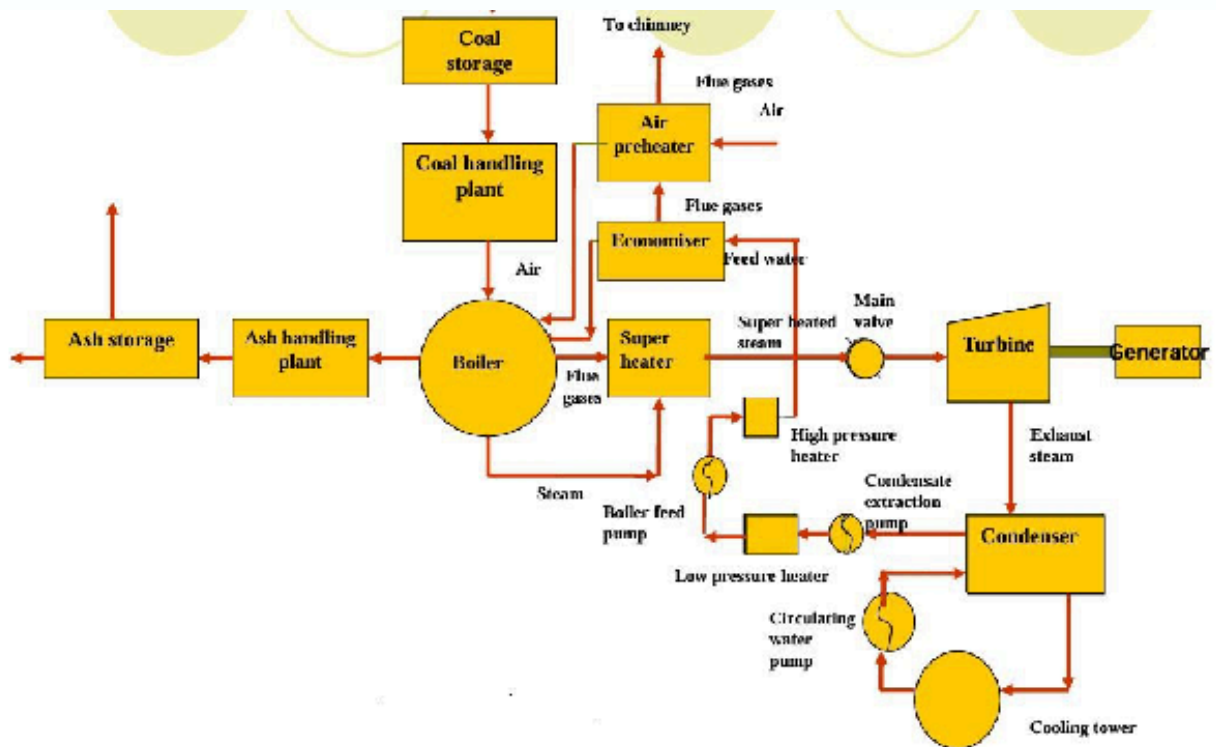 To chimney
Coal
storage
Flue gases
Air
Air
preheater
Coal handling
plant
Flue gases
Economiser
Feed water
Air
Main
valve
Ash storage
Ash handling
plant
Boiler
Super
heater
Super heated
steam
Turbine
Generator
Flue
gases
High pressure
heater
Exhaust
steam
Steam
Condensate
extraction
pump
Boiler feed
pump
Condenser
Low pressure heater
Circulating
water
pump
Cooling tower